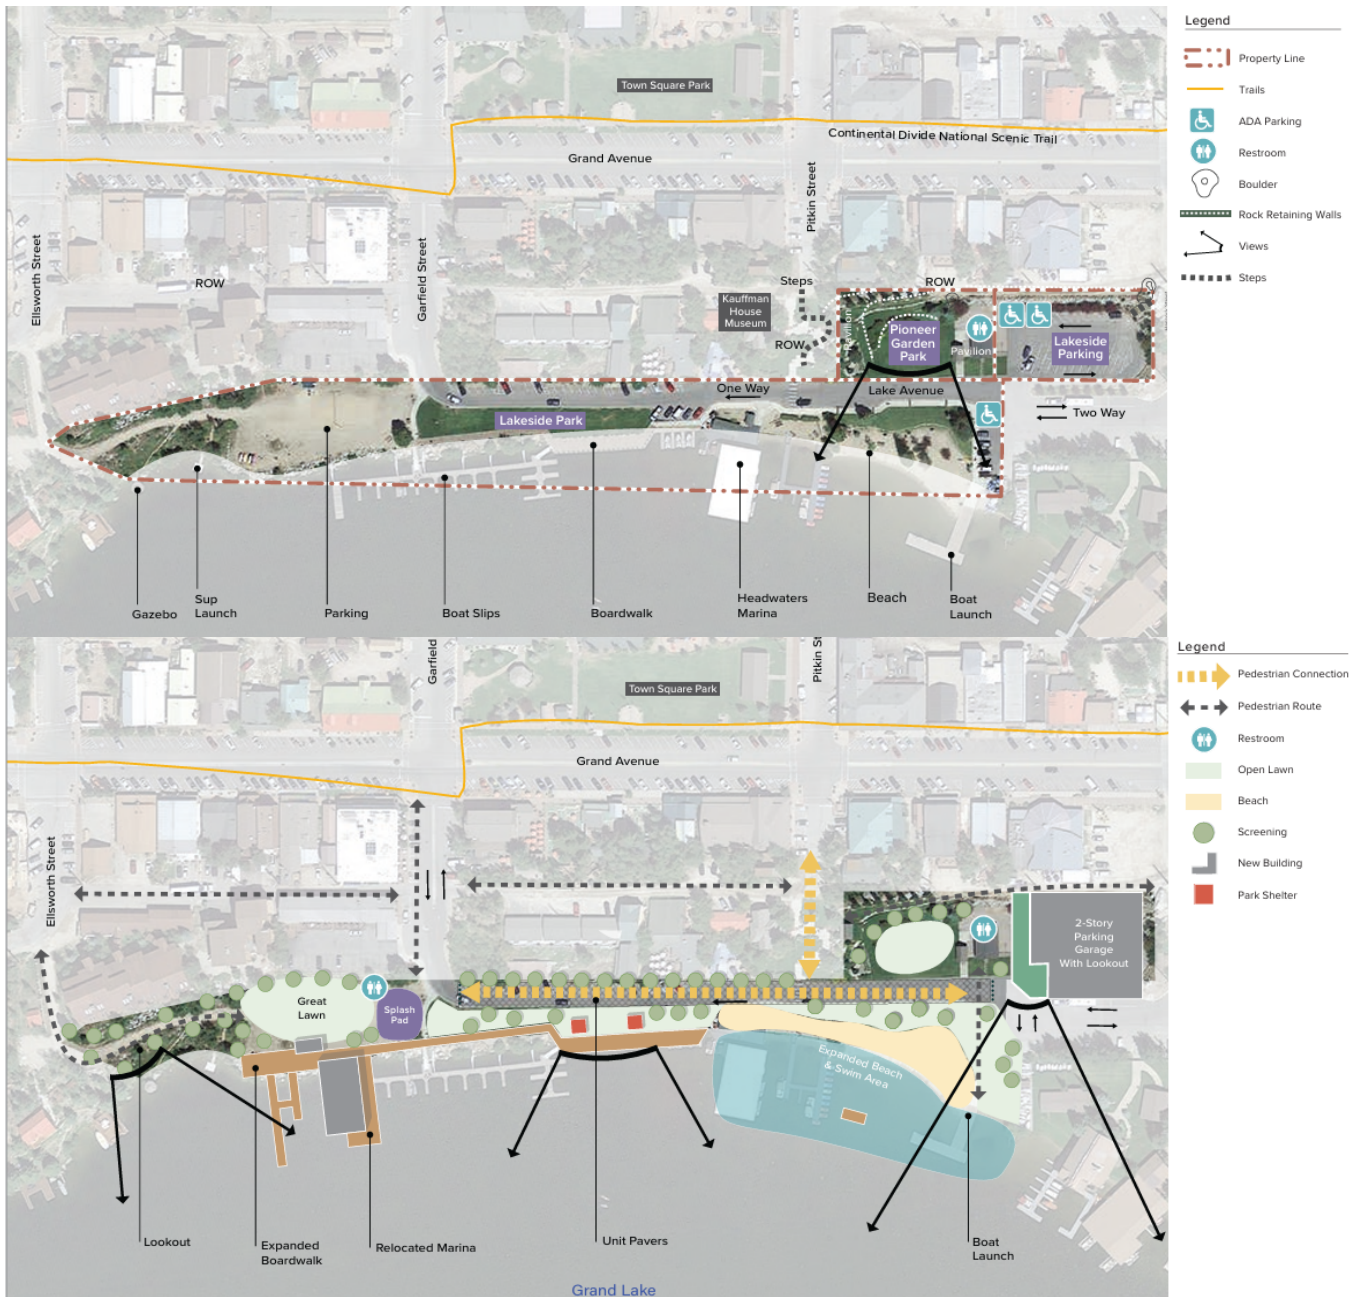 Legend
Property Line
Trails
ADA Parking
Restroom
Boulder
Rock Retaining Walls
Views
Steps
Town Square Park
Continental Divide National Scenic Trail
Grand Avenue
Pitkin Street
Ellsworth Street
Garfield Street
ROW
Steps
ROW
Kauffman
House
Museum
ROW
Pavilion
Pioneer
Garden
Park
Pavilion
Lakeside
Parking
One Way
Lake Avenue
Two Way
Lakeside Park
Gazebo
Sup
Launch
Parking
Boat Slips
Boardwalk
Headwaters
Marina
Beach
Boat
Launch
Legend
Pedestrian Connection
Pedestrian Route
Restroom
Open Lawn
Beach
Screening
New Building
Park Shelter
Garfield
Pitkin St
Town Square Park
Grand Avenue
Ellsworth Street
2-Story
Parking
Garage
With Lookout
Great
Lawn
Splash
Pad
Expanded Beach
& Swim Area
Lookout
Expanded
Boardwalk
Relocated Marina
Unit Pavers
Boat
Launch
Grand Lake